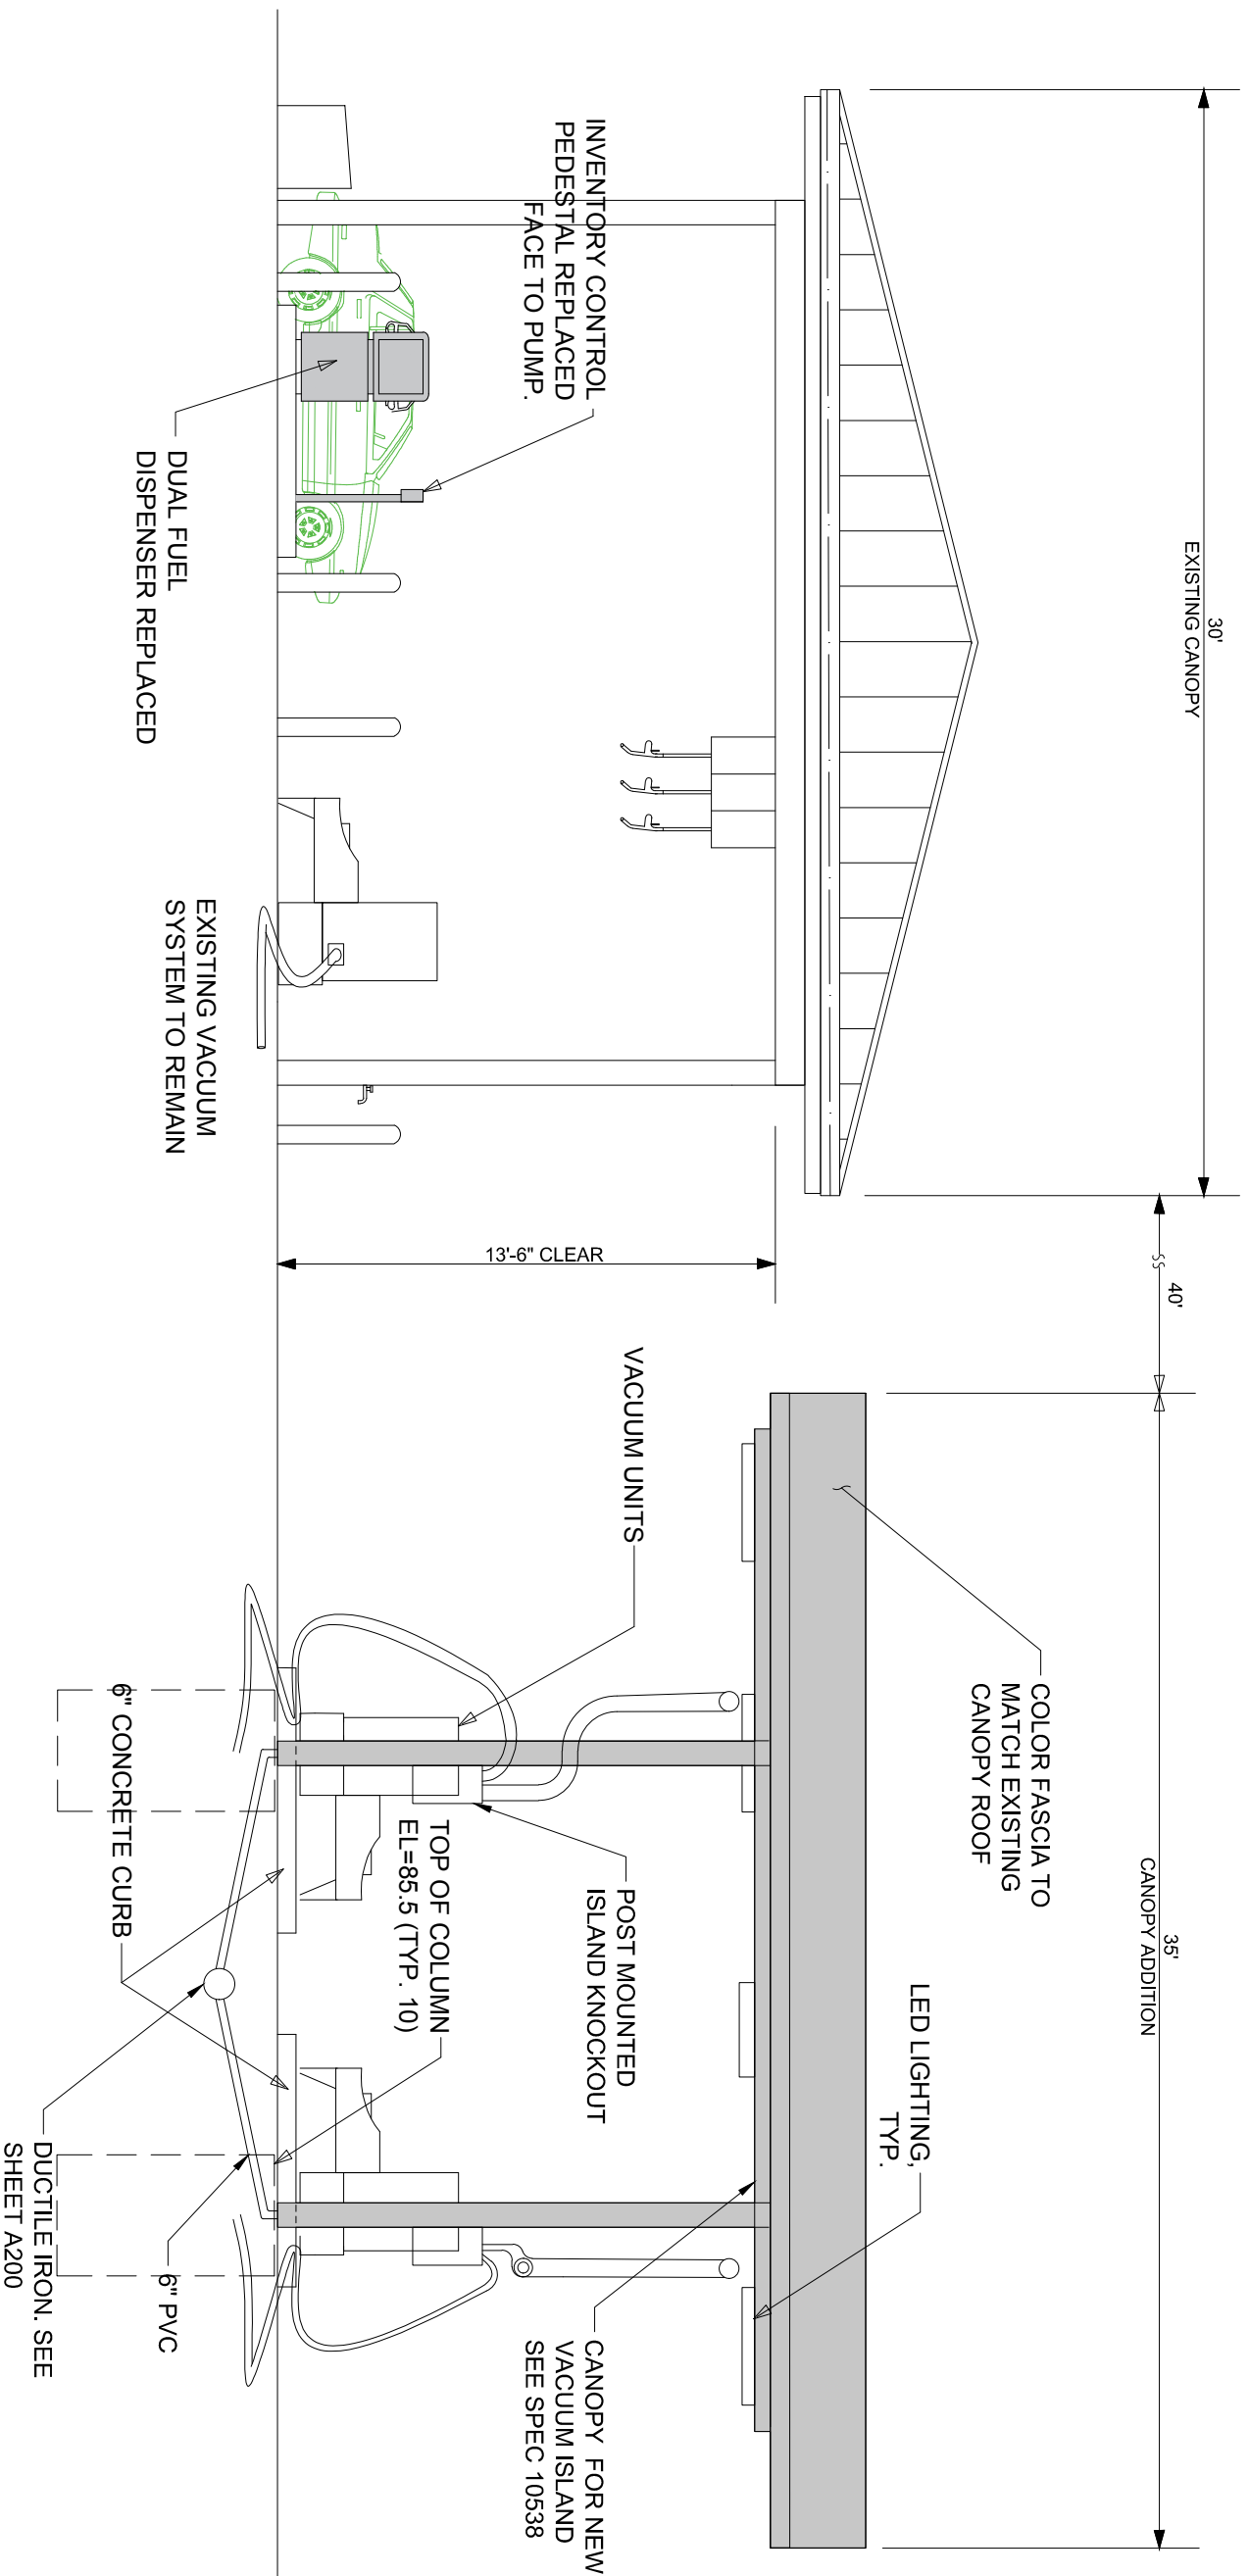 30'
EXISTING CANOPY
40'
35'
CANOPY ADDITION
INVENTORY CONTROL
PEDESTAL REPLACED
FACE TO PUMP.
DUAL FUEL
DISPENSER REPLACED
EXISTING VACUUM
SYSTEM TO REMAIN
13'-6" CLEAR
VACUUM UNITS
COLOR FASCIA TO
MATCH EXISTING
CANOPY ROOF
LED LIGHTING,
TYP.
POST MOUNTED
ISLAND KNOCKOUT
CANOPY FOR NEW
VACUUM ISLAND
SEE SPEC 10538
TOP OF COLUMN
EL=85.5 (TYP. 10)
6" CONCRETE CURB
6" PVC
DUCTILE IRON. SEE
SHEET A200